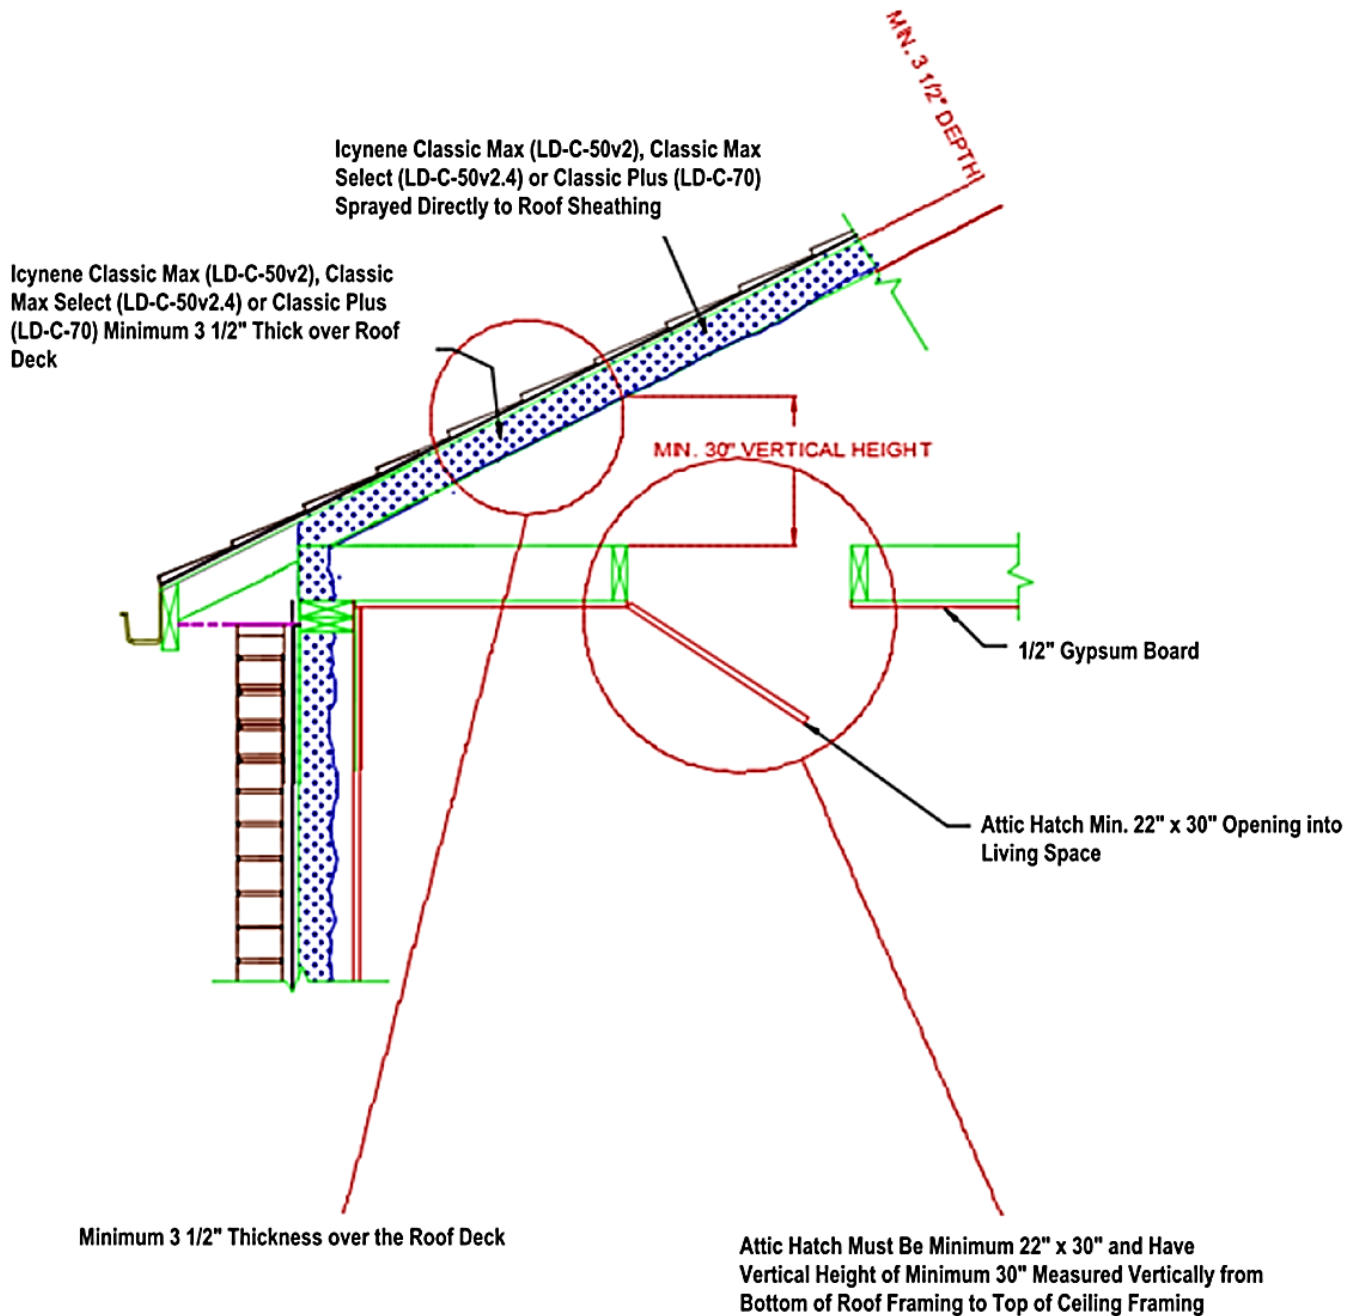 MIN. 3 1/2" DEPTH
Icynene Classic Max (LD-C-50v2), Classic Max
Select (LD-C-50v2.4) or Classic Plus (LD-C-70)
Sprayed Directly to Roof Sheathing
Icynene Classic Max (LD-C-50v2), Classic
Max Select (LD-C-50v2.4) or Classic Plus
(LD-C-70) Minimum 3 1/2" Thick over Roof
Deck
MIN. 30" VERTICAL HEIGHT
1/2" Gypsum Board
Attic Hatch Min. 22" x 30" Opening into
Living Space
Minimum 3 1/2" Thickness over the Roof Deck
Attic Hatch Must Be Minimum 22" x 30" and Have
Vertical Height of Minimum 30" Measured Vertically from
Bottom of Roof Framing to Top of Ceiling Framing